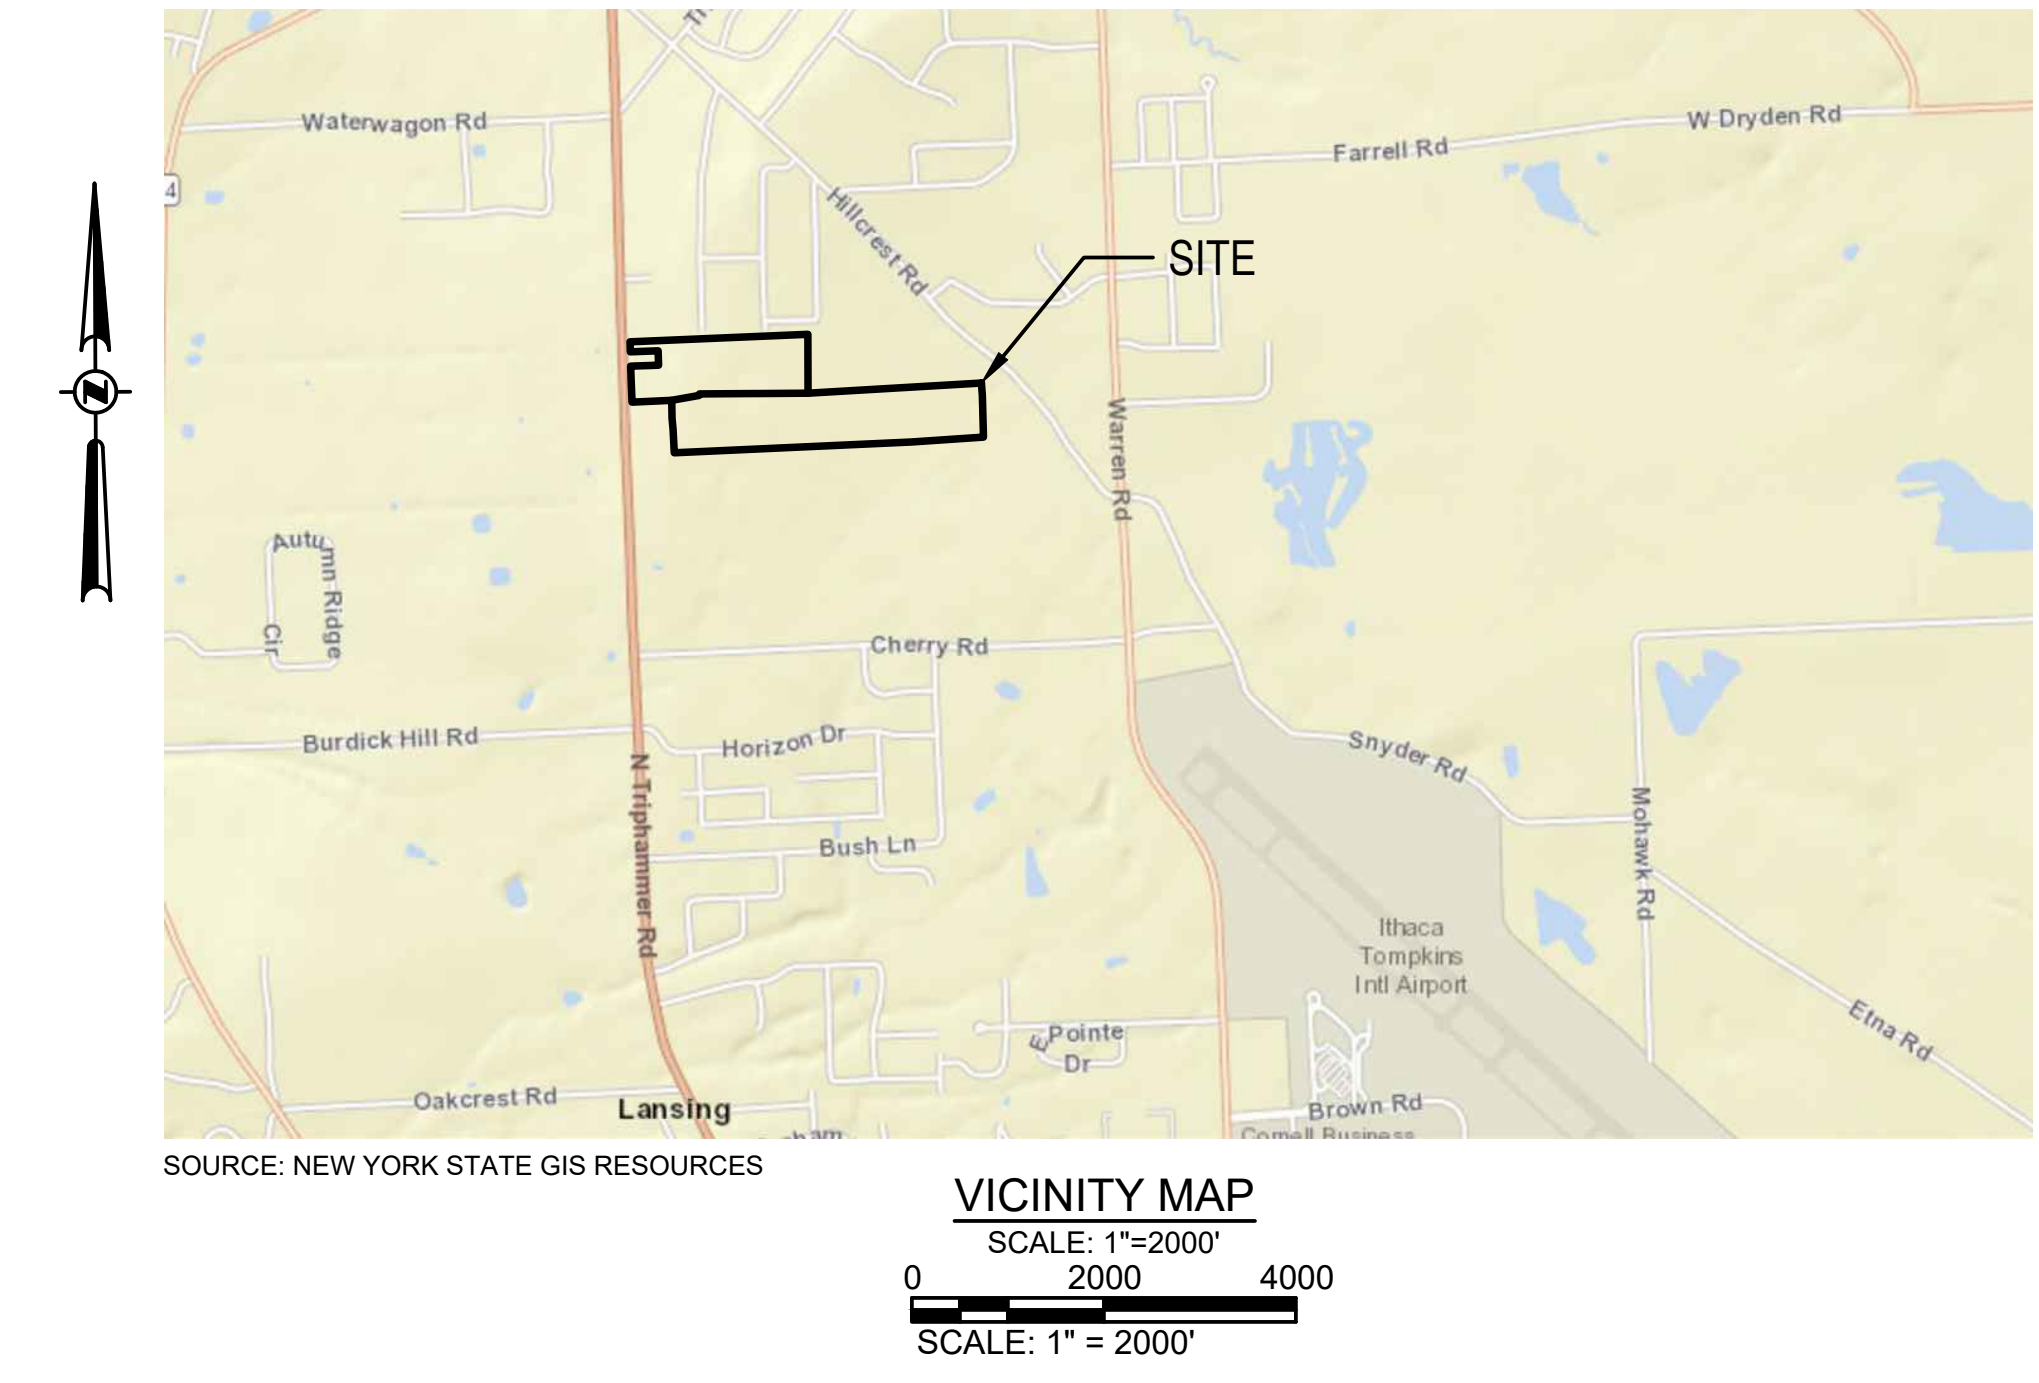 Waterwagon Rd
W Dryden Rd
Farrell Rd
4
Hillcrest Rd
SITE
Warren Rd
Autumn Ridge Cir
Cherry Rd
Burdick Hill Rd
Horizon Dr
Snyder Rd
N Triphammer Rd
Mohawk Rd
Bush Ln
Ithaca
Tompkins
Intl Airport
Etna Rd
E Pointe
Dr
Oakcrest Rd
Lansing
Brown Rd
Cornell Business
N
SOURCE: NEW YORK STATE GIS RESOURCES
VICINITY MAP
SCALE: 1"=2000'
0 2000 4000
SCALE: 1" = 2000'